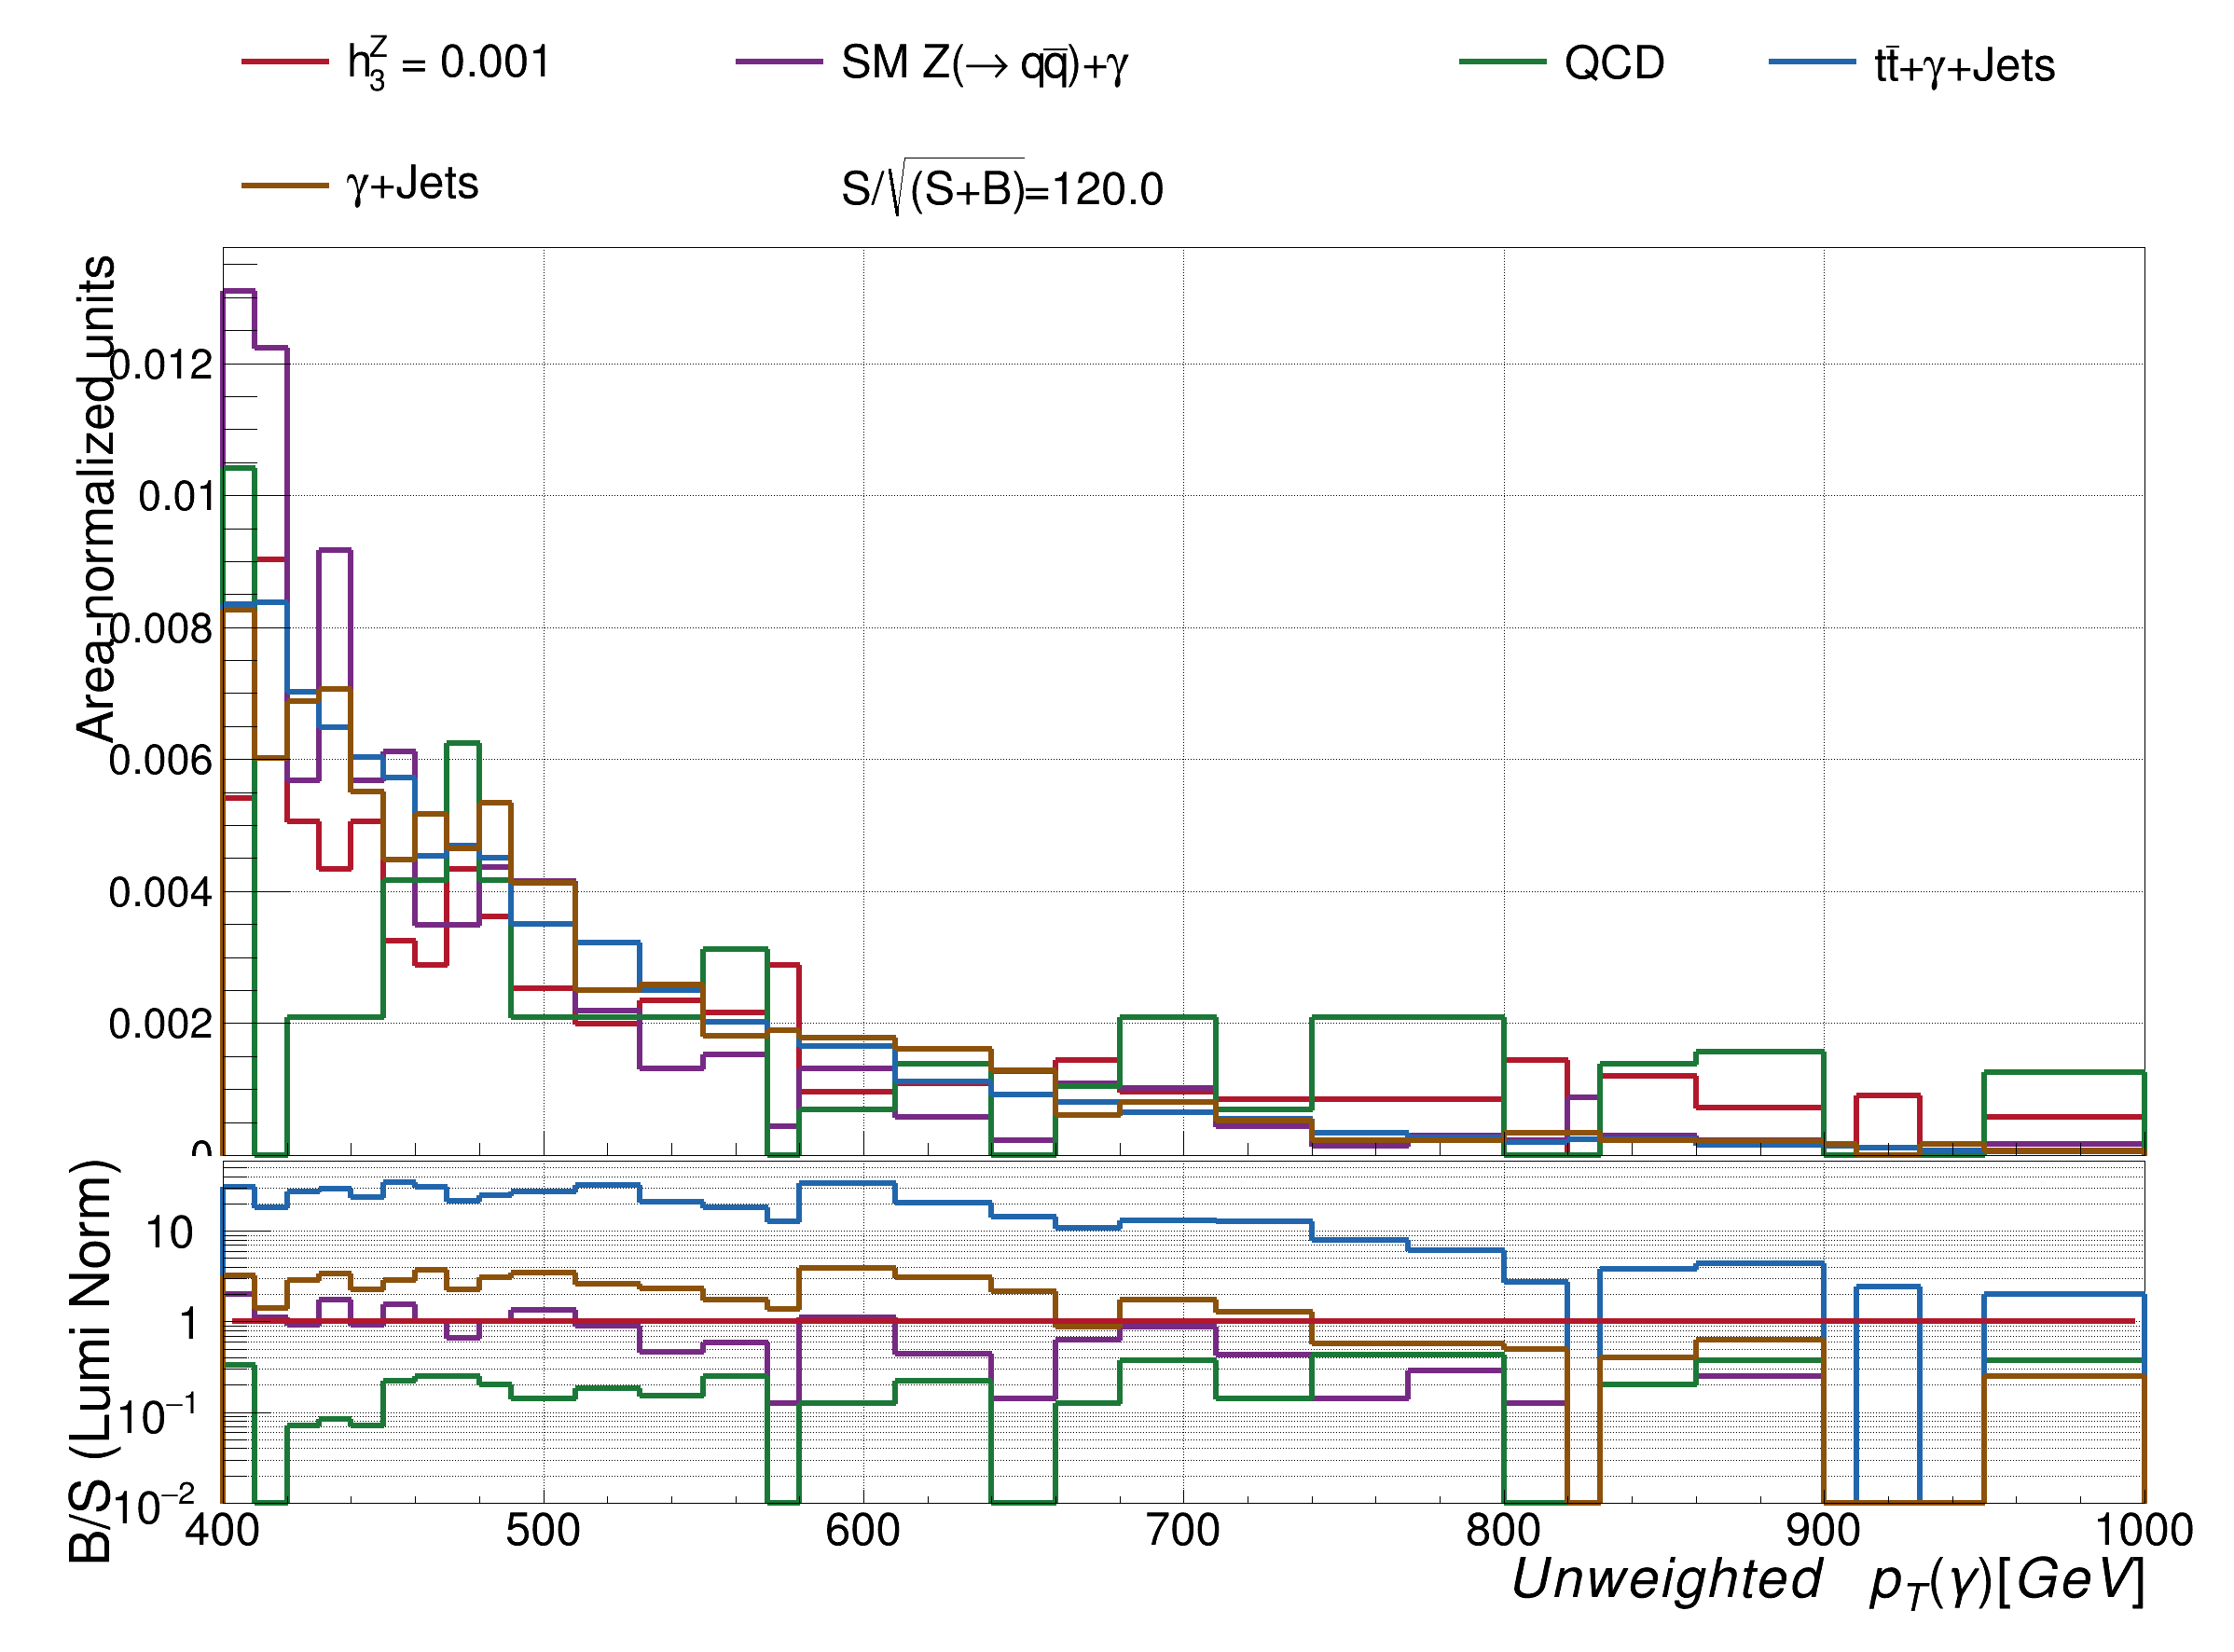 h₃ᶻ = 0.001 SM Z(→ qq̅)+γ QCD tt̄+γ+Jets
γ+Jets S/√(S+B)=120.0
Area-normalized units
0.012
0.01
0.008
0.006
0.004
0.002
0
B/S (Lumi Norm)
10
1
10⁻¹
10⁻²
400 500 600 700 800 900 1000
Unweighted p_T(γ)[GeV]